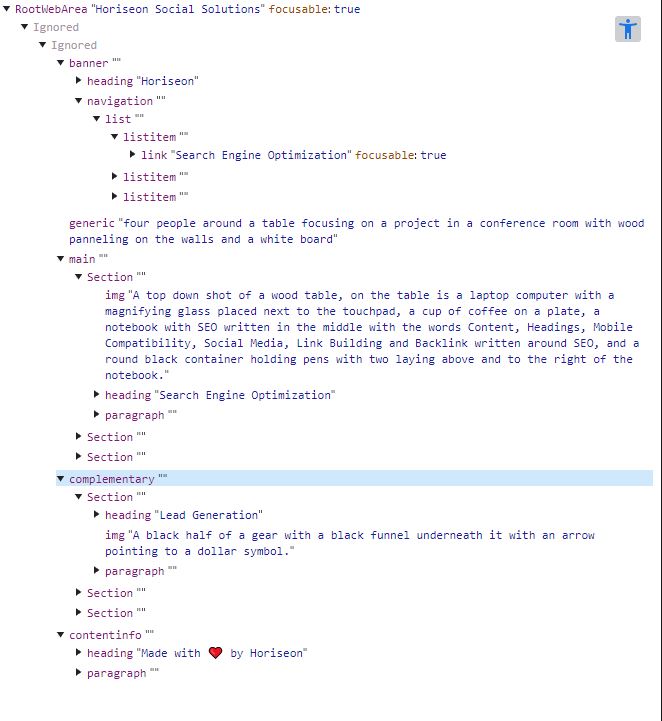 RootWebArea "Horiseon Social Solutions" focusable: true
Ignored
Ignored
banner ""
heading "Horiseon"
navigation ""
list ""
listitem ""
link "Search Engine Optimization" focusable: true
listitem ""
listitem ""
generic "four people around a table focusing on a project in a conference room with wood
panneling on the walls and a white board"
main ""
Section ""
img "A top down shot of a wood table, on the table is a laptop computer with a
magnifying glass placed next to the touchpad, a cup of coffee on a plate, a
notebook with SEO written in the middle with the words Content, Headings, Mobile
Compatibility, Social Media, Link Building and Backlink written around SEO, and a
round black container holding pens with two laying above and to the right of the
notebook."
heading "Search Engine Optimization"
paragraph ""
Section ""
Section ""
complementary ""
Section ""
heading "Lead Generation"
img "A black half of a gear with a black funnel underneath it with an arrow
pointing to a dollar symbol."
paragraph ""
Section ""
Section ""
contentinfo ""
heading "Made with ❤️ by Horiseon"
paragraph ""